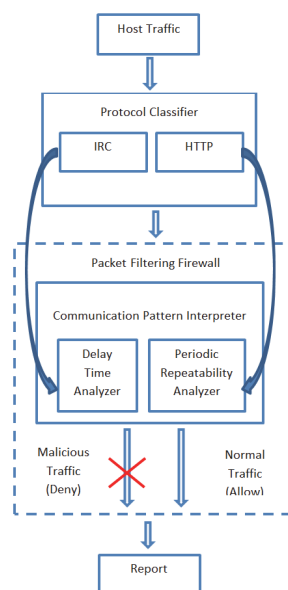 Host Traffic
Protocol Classifier
IRC
HTTP
Packet Filtering Firewall
Communication Pattern Interpreter
Delay
Time
Analyzer
Periodic
Repeatability
Analyzer
Malicious
Traffic
(Deny)
Normal
Traffic
(Allow)
Report